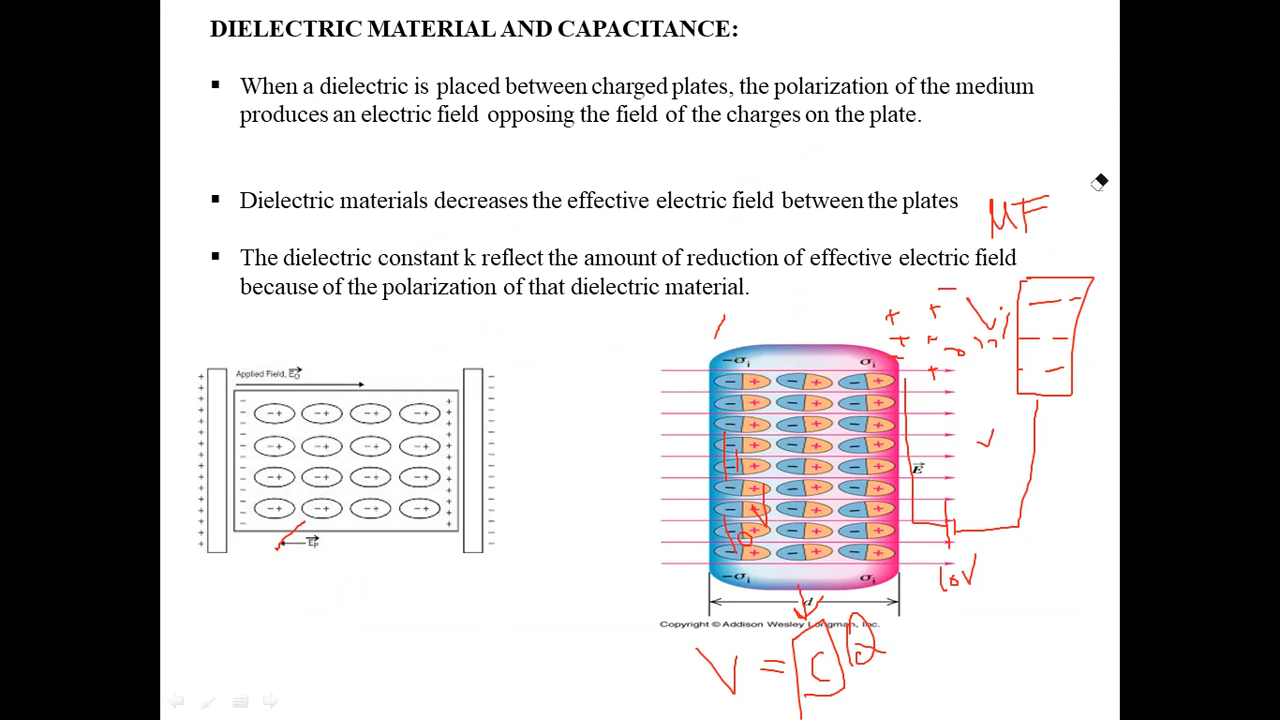 DIELECTRIC MATERIAL AND CAPACITANCE:
▪ When a dielectric is placed between charged plates, the polarization of the medium
produces an electric field opposing the field of the charges on the plate.
▪ Dielectric materials decreases the effective electric field between the plates
MF
▪ The dielectric constant k reflect the amount of reduction of effective electric field
because of the polarization of that dielectric material.
Applied Field, E₀
Eₚ
-σᵢ σᵢ
E
10V
-σᵢ σᵢ
d
Copyright © Addison Wesley Longman, Inc.
V = C Q